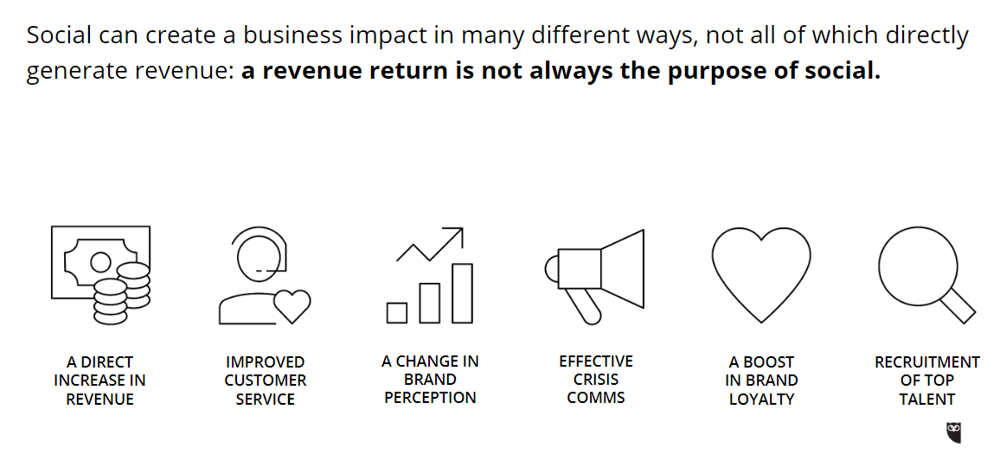 Social can create a business impact in many different ways, not all of which directly
generate revenue: a revenue return is not always the purpose of social.
A DIRECT
INCREASE IN
REVENUE
IMPROVED
CUSTOMER
SERVICE
A CHANGE IN
BRAND
PERCEPTION
EFFECTIVE
CRISIS
COMMS
A BOOST
IN BRAND
LOYALTY
RECRUITMENT
OF TOP
TALENT